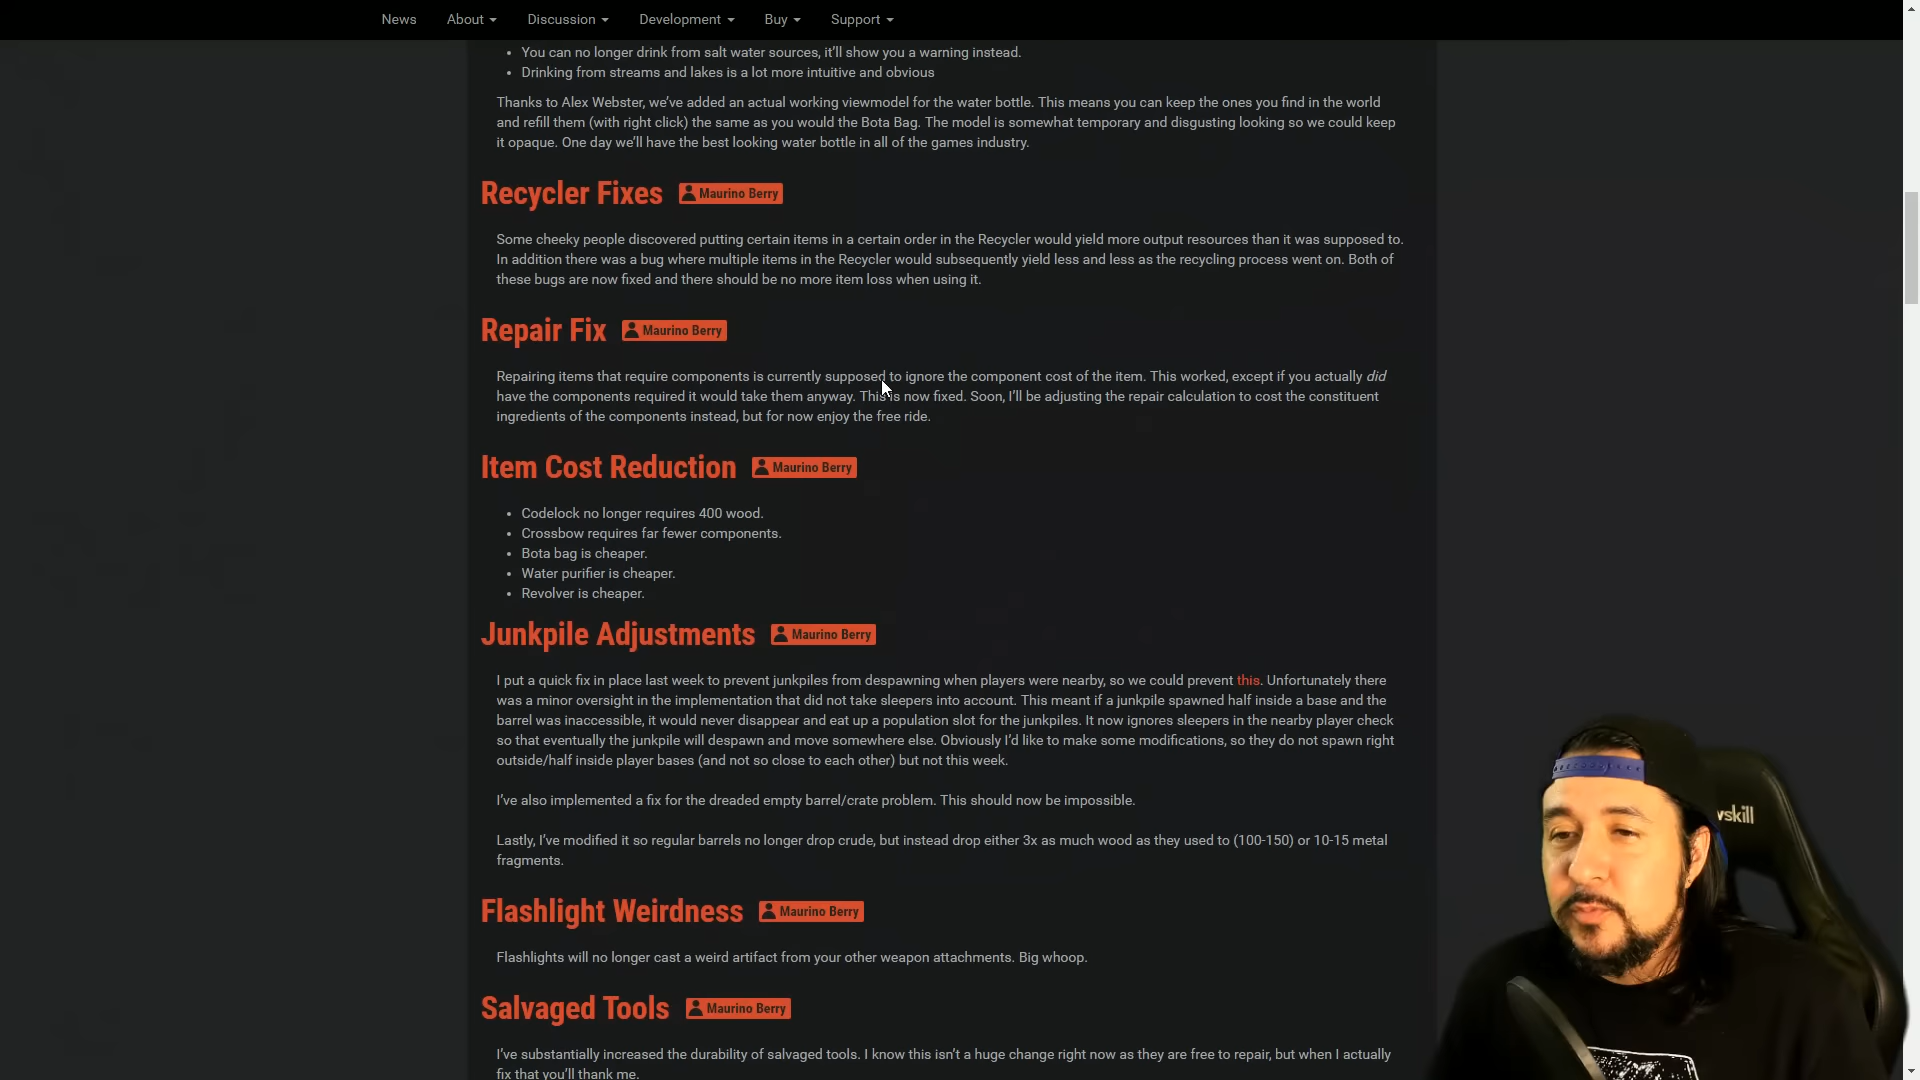 News About Discussion Development Buy Support
• You can no longer drink from salt water sources, it'll show you a warning instead.
• Drinking from streams and lakes is a lot more intuitive and obvious
Thanks to Alex Webster, we've added an actual working viewmodel for the water bottle. This means you can keep the ones you find in the world
and refill them (with right click) the same as you would the Bota Bag. The model is somewhat temporary and disgusting looking so we could keep
it opaque. One day we'll have the best looking water bottle in all of the games industry.
Recycler Fixes Maurino Berry
Some cheeky people discovered putting certain items in a certain order in the Recycler would yield more output resources than it was supposed to.
In addition there was a bug where multiple items in the Recycler would subsequently yield less and less as the recycling process went on. Both of
these bugs are now fixed and there should be no more item loss when using it.
Repair Fix Maurino Berry
Repairing items that require components is currently supposed to ignore the component cost of the item. This worked, except if you actually did
have the components required it would take them anyway. This is now fixed. Soon, I'll be adjusting the repair calculation to cost the constituent
ingredients of the components instead, but for now enjoy the free ride.
Item Cost Reduction Maurino Berry
• Codelock no longer requires 400 wood.
• Crossbow requires far fewer components.
• Bota bag is cheaper.
• Water purifier is cheaper.
• Revolver is cheaper.
Junkpile Adjustments Maurino Berry
I put a quick fix in place last week to prevent junkpiles from despawning when players were nearby, so we could prevent this. Unfortunately there
was a minor oversight in the implementation that did not take sleepers into account. This meant if a junkpile spawned half inside a base and the
barrel was inaccessible, it would never disappear and eat up a population slot for the junkpiles. It now ignores sleepers in the nearby player check
so that eventually the junkpile will despawn and move somewhere else. Obviously I'd like to make some modifications, so they do not spawn right
outside/half inside player bases (and not so close to each other) but not this week.
I've also implemented a fix for the dreaded empty barrel/crate problem. This should now be impossible.
Lastly, I've modified it so regular barrels no longer drop crude, but instead drop either 3x as much wood as they used to (100-150) or 10-15 metal
fragments.
vskill
Flashlight Weirdness Maurino Berry
Flashlights will no longer cast a weird artifact from your other weapon attachments. Big whoop.
Salvaged Tools Maurino Berry
I've substantially increased the durability of salvaged tools. I know this isn't a huge change right now as they are free to repair, but when I actually
fix that you'll thank me.